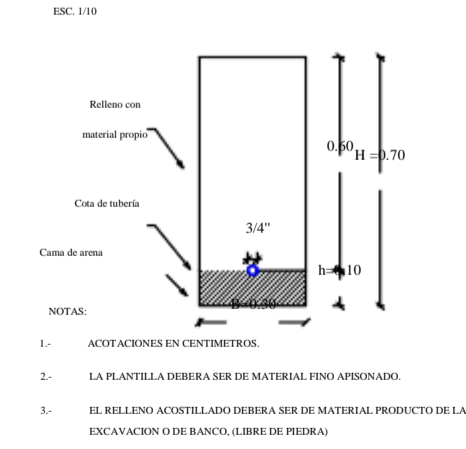 ESC. 1/10
Relleno con
material propio
0.60
H =0.70
Cota de tubería
3/4"
Cama de arena
h=0.10
B=0.30
NOTAS:
1.- ACOTACIONES EN CENTIMETROS.
2.- LA PLANTILLA DEBERA SER DE MATERIAL FINO APISONADO.
3.- EL RELLENO ACOSTILLADO DEBERA SER DE MATERIAL PRODUCTO DE LA
EXCAVACION O DE BANCO, (LIBRE DE PIEDRA)